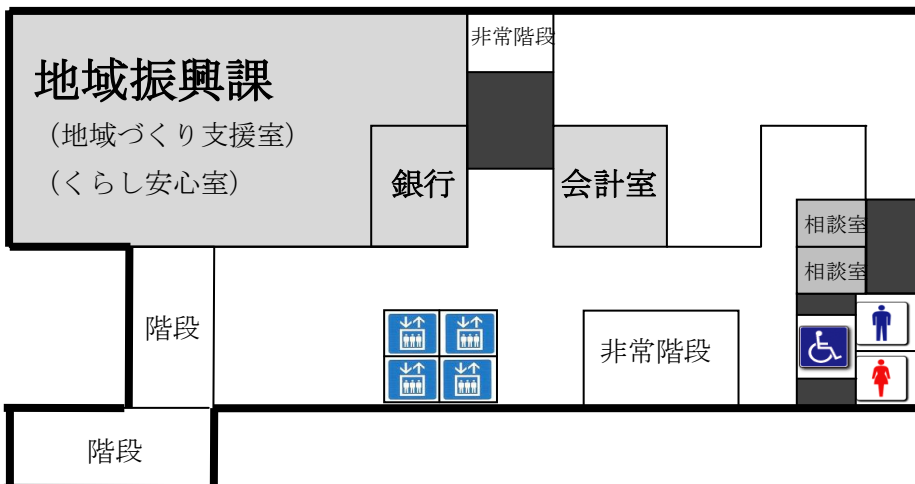 非常階段
地域振興課
（地域づくり支援室）
（くらし安心室）
銀行
会計室
相談室
相談室
階段
非常階段
階段